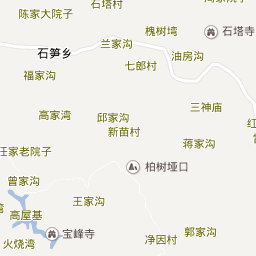 陈家大院子
石塔村
槐树塆
石塔寺
兰家沟
石笋乡
油房沟
七郎村
福家沟
三神庙
高家湾
邱家沟
新苗村
红
蒋家沟
汪家老院子
柏树垭口
曾家沟
王家沟
高屋基
宝峰寺
郭家沟
净因村
火烧湾